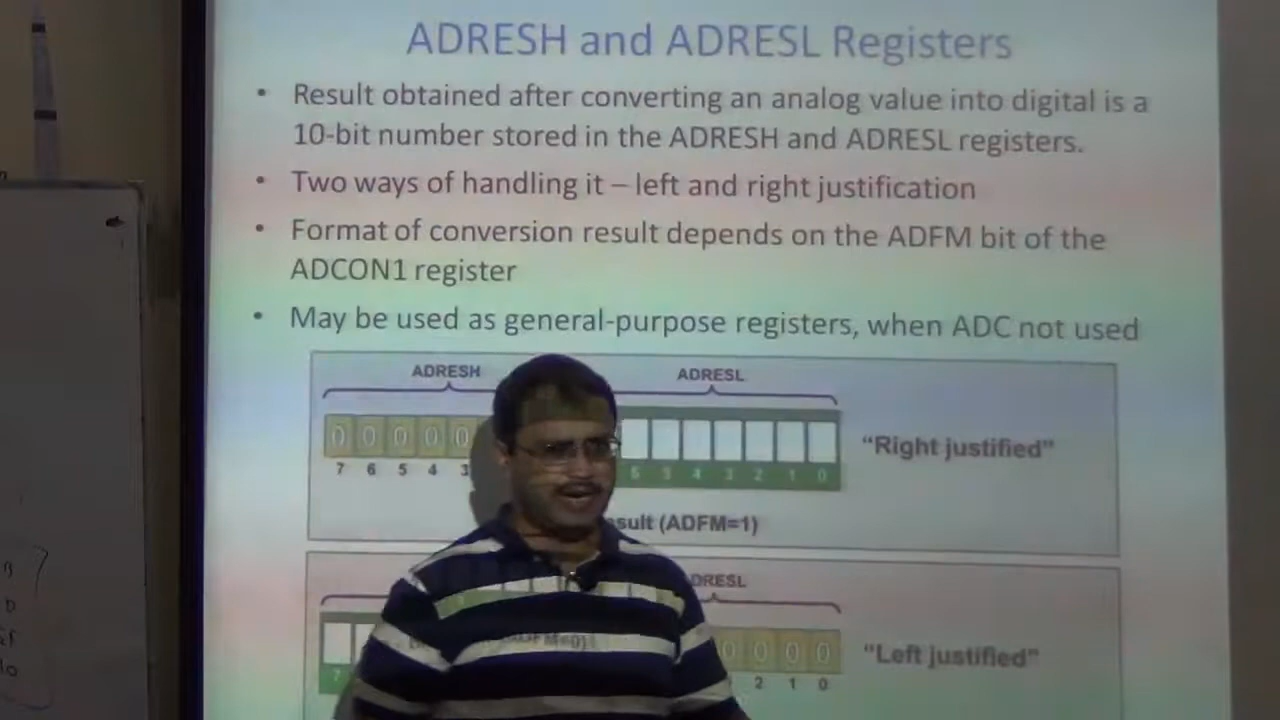 ADRESH and ADRESL Registers
• Result obtained after converting an analog value into digital is a
10-bit number stored in the ADRESH and ADRESL registers.
• Two ways of handling it – left and right justification
• Format of conversion result depends on the ADFM bit of the
ADCON1 register
• May be used as general-purpose registers, when ADC not used
ADRESH ADRESL
0 0 0 0 0 "Right justified"
7 6 5 4 3 5 3 4 3 2 1 0
(ADFM=1)
0 0 0 0 "Left justified"
7 2 1 0